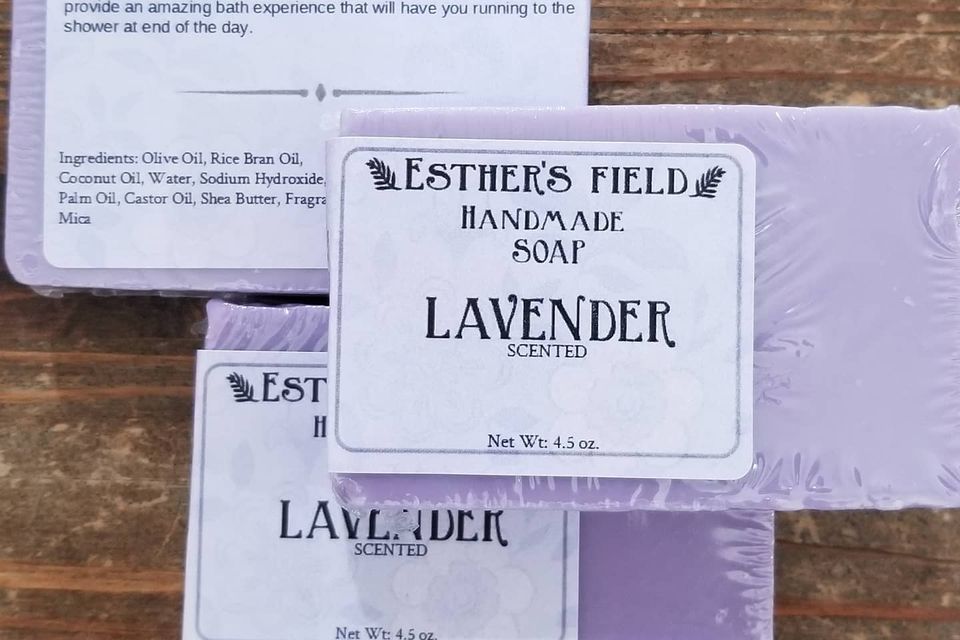 provide an amazing bath experience that will have you running to the
shower at end of the day.
Ingredients: Olive Oil, Rice Bran Oil,
Coconut Oil, Water, Sodium Hydroxide,
Palm Oil, Castor Oil, Shea Butter, Fragra
Mica
ESTHER'S FIELD
HANDMADE
SOAP
LAVENDER
SCENTED
Net Wt: 4.5 oz.
EST
H
LAVENDER
SCENTED
Net Wt: 4.5 oz.